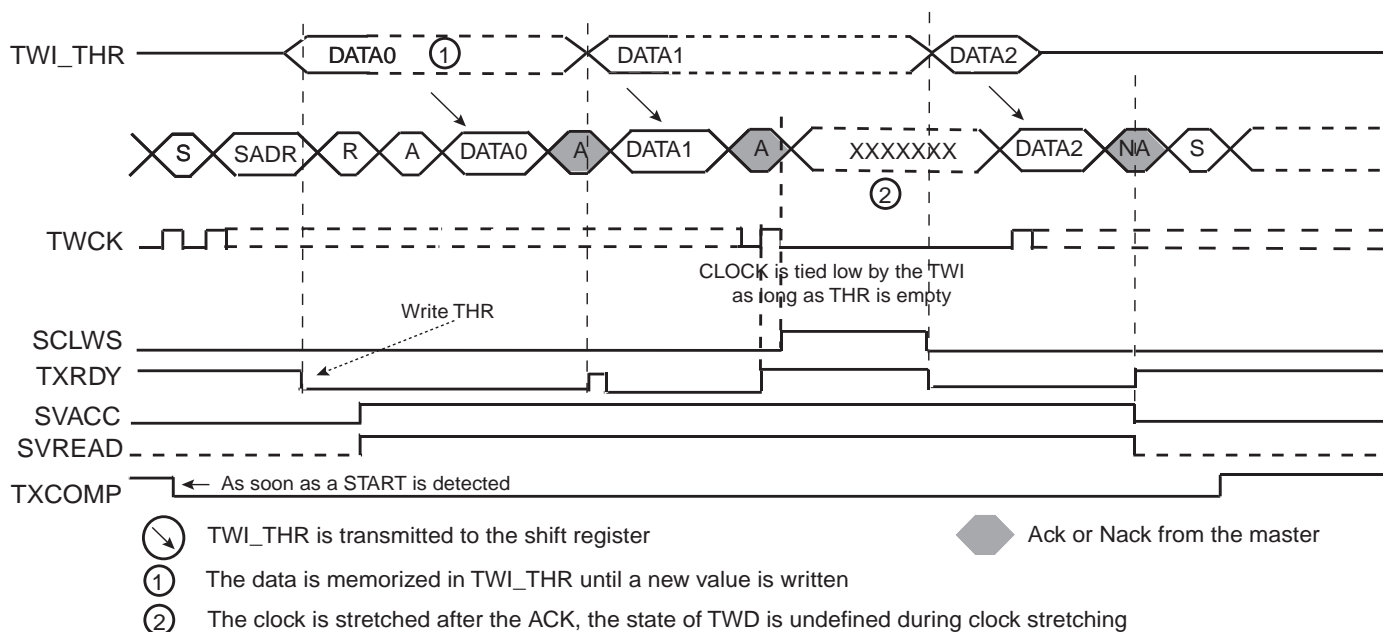 TWI_THR DATA0 1 DATA1 DATA2
S SADR R A DATA0 A DATA1 A XXXXXXX DATA2 NA S
2
TWCK
CLOCK is tied low by the TWI
as long as THR is empty
Write THR
SCLWS
TXRDY
SVACC
SVREAD
TXCOMP As soon as a START is detected
TWI_THR is transmitted to the shift register Ack or Nack from the master
1 The data is memorized in TWI_THR until a new value is written
2 The clock is stretched after the ACK, the state of TWD is undefined during clock stretching